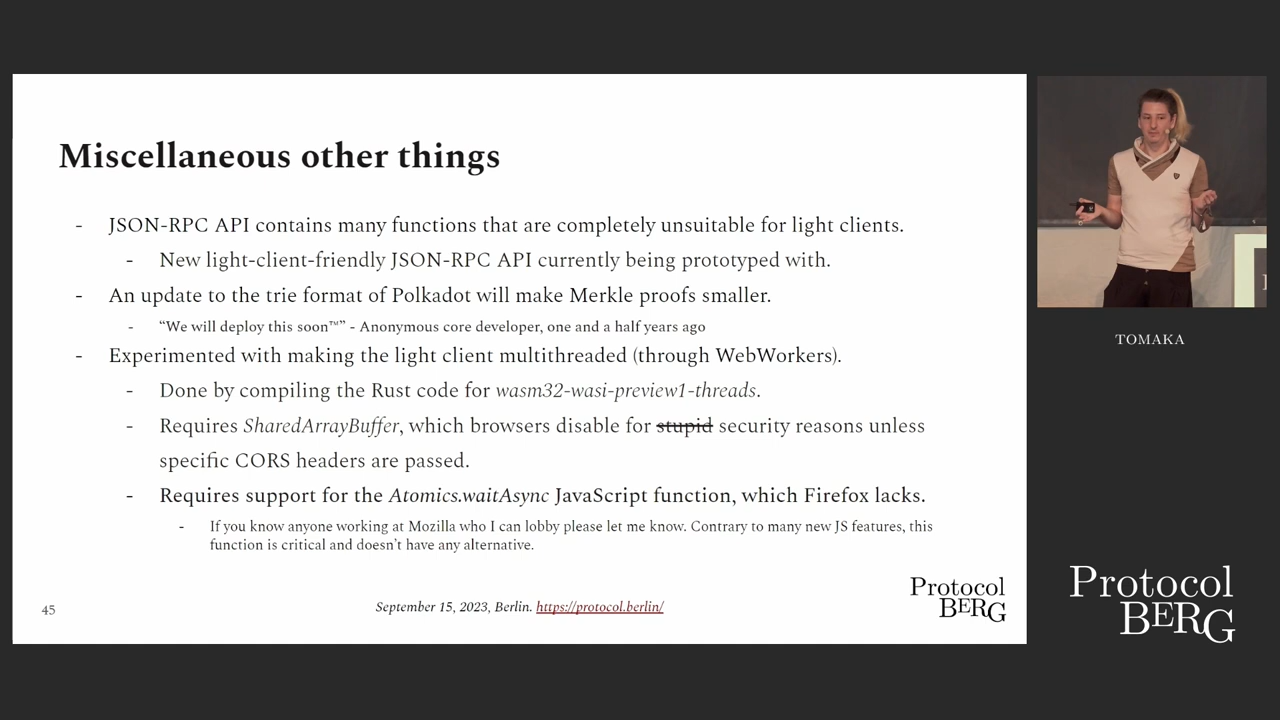 Miscellaneous other things
- JSON-RPC API contains many functions that are completely unsuitable for light clients.
- New light-client-friendly JSON-RPC API currently being prototyped with.
- An update to the trie format of Polkadot will make Merkle proofs smaller.
- “We will deploy this soon™” - Anonymous core developer, one and a half years ago
- Experimented with making the light client multithreaded (through WebWorkers).
- Done by compiling the Rust code for wasm32-wasi-preview1-threads.
- Requires SharedArrayBuffer, which browsers disable for stupid security reasons unless
specific CORS headers are passed.
- Requires support for the Atomics.waitAsync JavaScript function, which Firefox lacks.
- If you know anyone working at Mozilla who I can lobby please let me know. Contrary to many new JS features, this
function is critical and doesn’t have any alternative.
45
September 15, 2023, Berlin. https://protocol.berlin/
Protocol
BERG
TOMAKA
Protocol
BERG